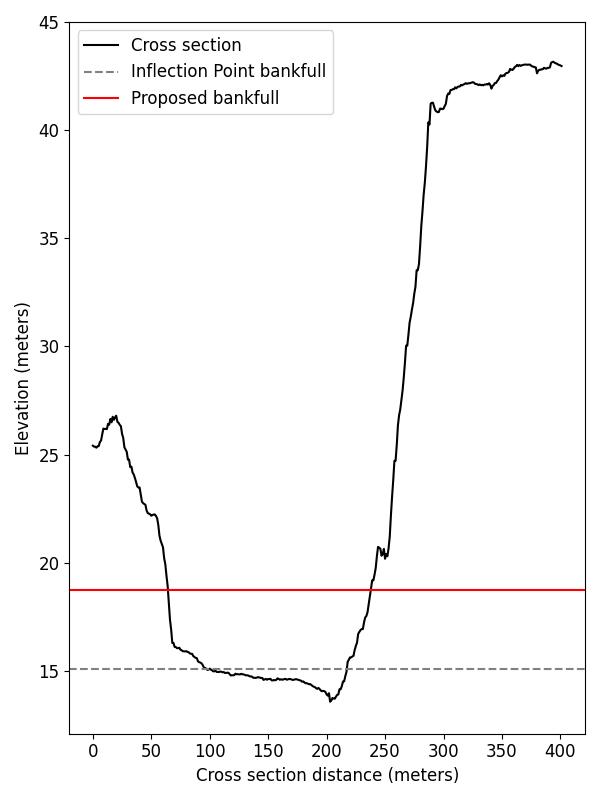 Cross section
Inflection Point bankfull
Proposed bankfull
45
40
35
30
25
20
15
Elevation (meters)
0 50 100 150 200 250 300 350 400
Cross section distance (meters)